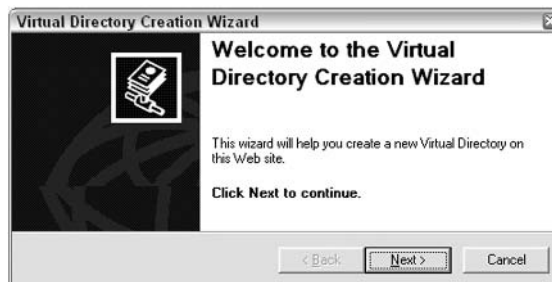 Virtual Directory Creation Wizard
Welcome to the Virtual
Directory Creation Wizard
This wizard will help you create a new Virtual Directory on
this Web site.
Click Next to continue.
< Back
Next >
Cancel